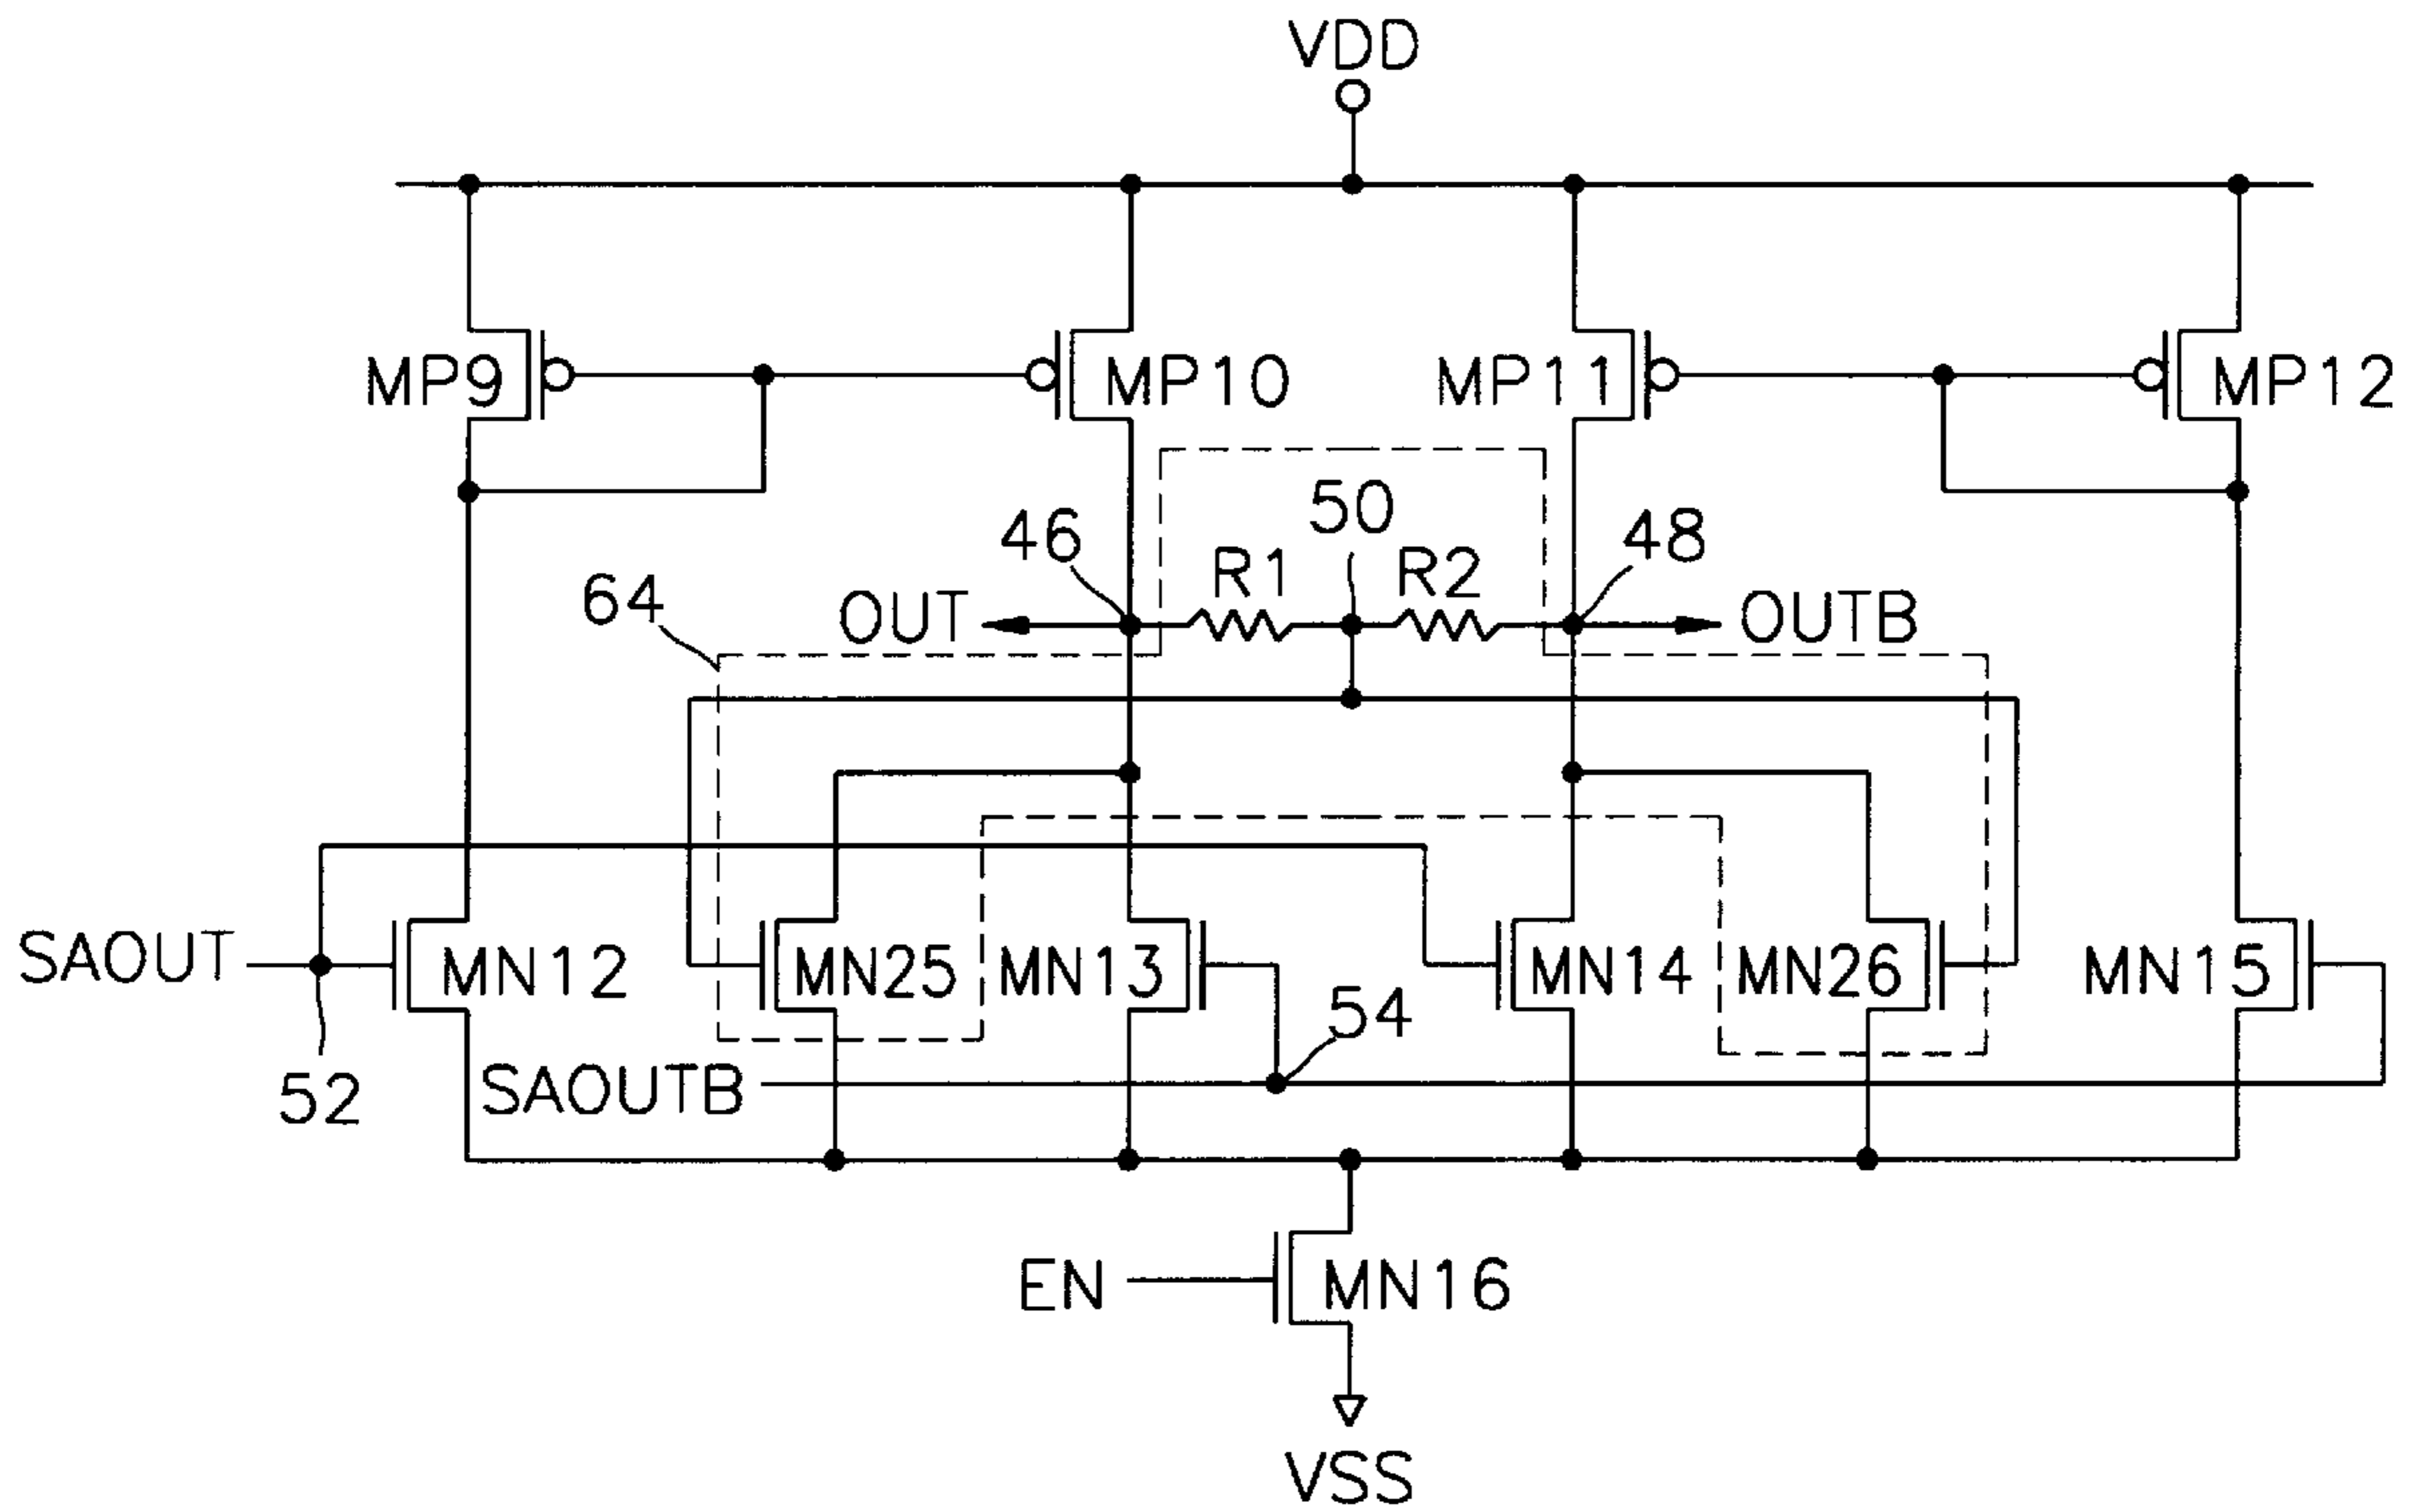 VDD
MP9
MP10
MP11
MP12
50
46
48
R1
R2
64
OUT
OUTB
SAOUT
MN12
MN25
MN13
MN14
MN26
MN15
54
52
SAOUTB
EN
MN16
VSS